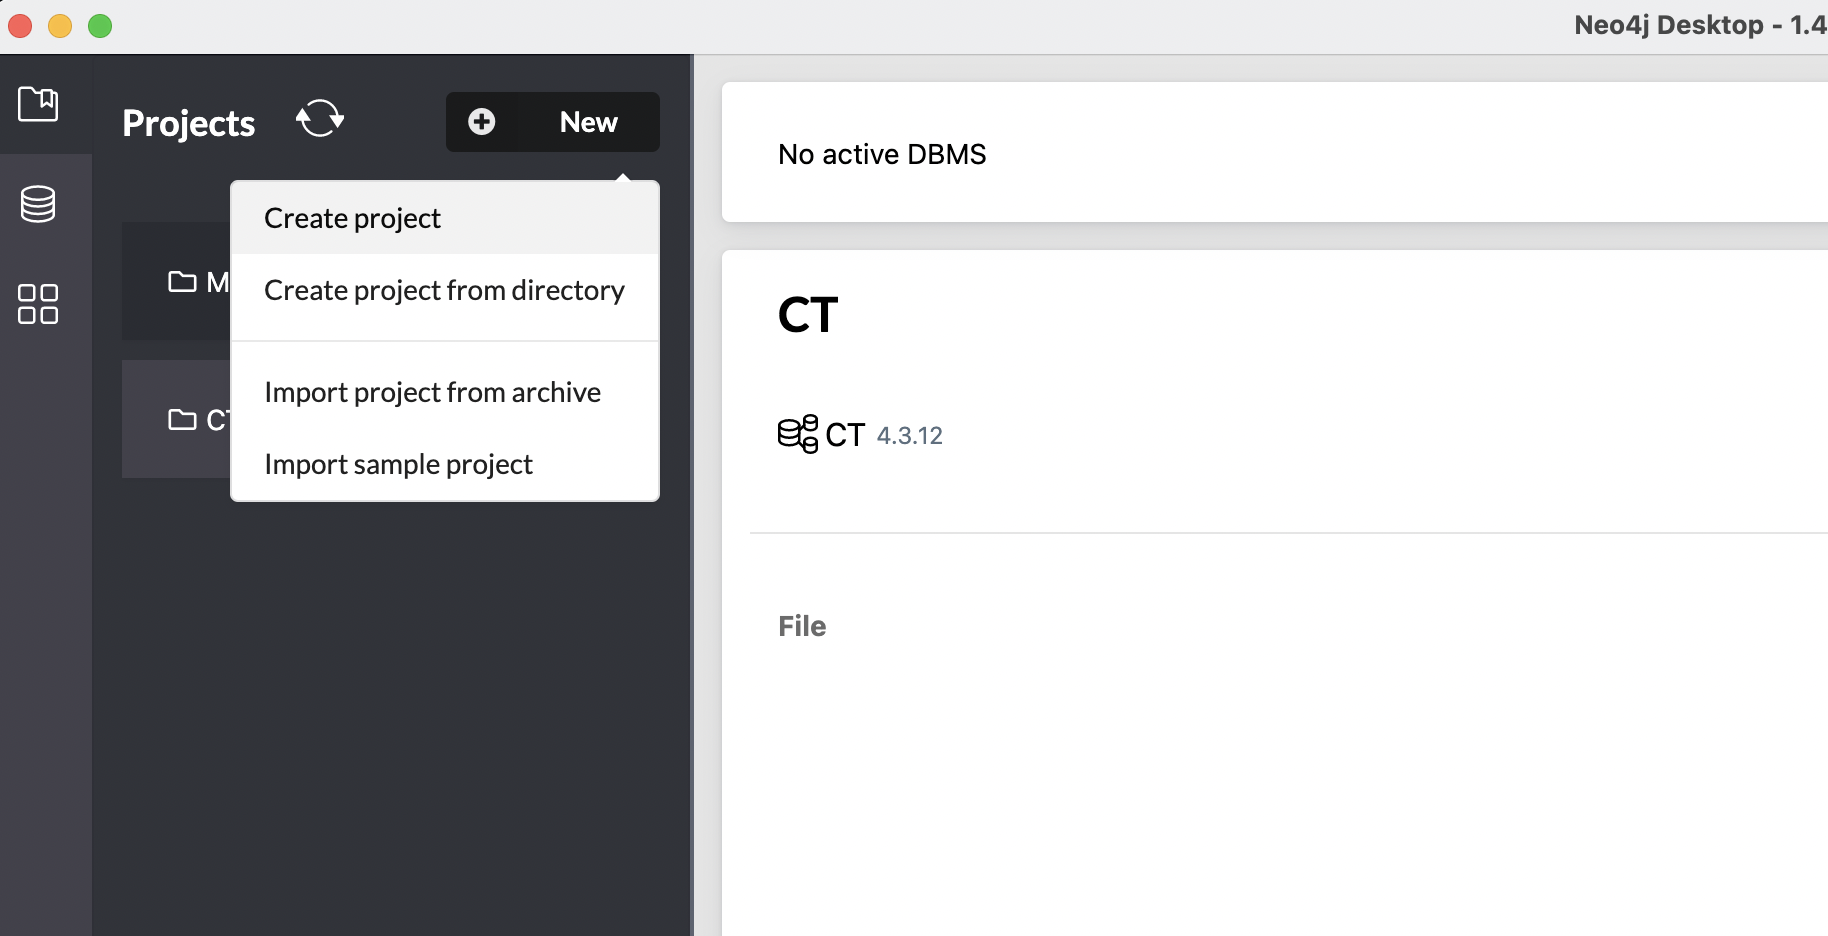 Neo4j Desktop - 1.4
Projects
New
Create project
Create project from directory
Import project from archive
Import sample project
M
CT
No active DBMS
CT
CT 4.3.12
File